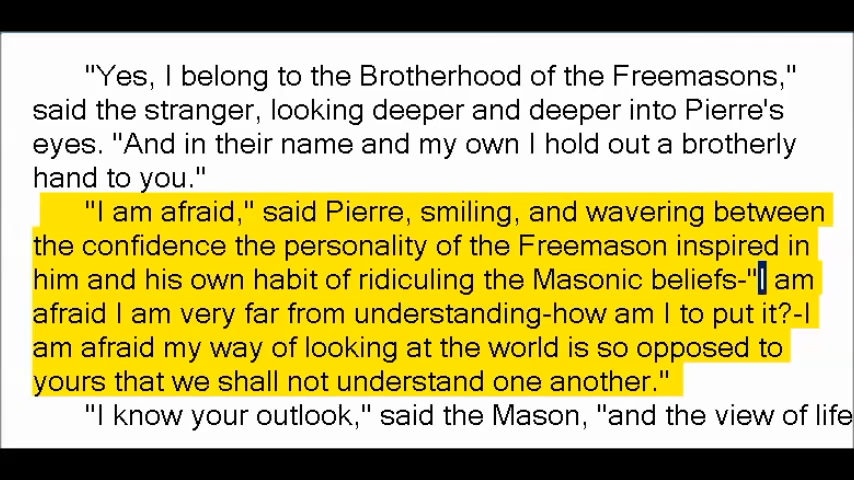 "Yes, I belong to the Brotherhood of the Freemasons,"
said the stranger, looking deeper and deeper into Pierre's
eyes. "And in their name and my own I hold out a brotherly
hand to you."
"I am afraid," said Pierre, smiling, and wavering between
the confidence the personality of the Freemason inspired in
him and his own habit of ridiculing the Masonic beliefs-"I am
afraid I am very far from understanding-how am I to put it?-I
am afraid my way of looking at the world is so opposed to
yours that we shall not understand one another."
"I know your outlook," said the Mason, "and the view of life